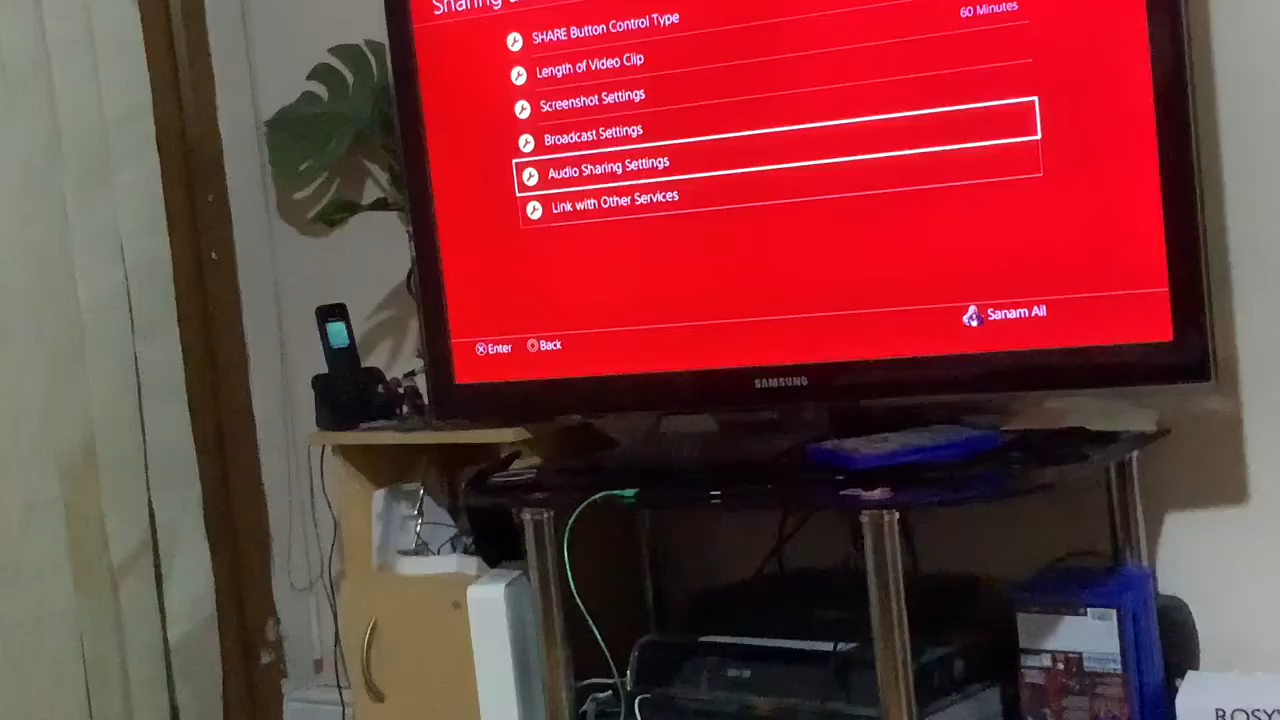 Sharing
SHARE Button Control Type
Length of Video Clip
60 Minutes
Screenshot Settings
Broadcast Settings
Audio Sharing Settings
Link with Other Services
Sanam All
Enter
Back
SAMSUNG